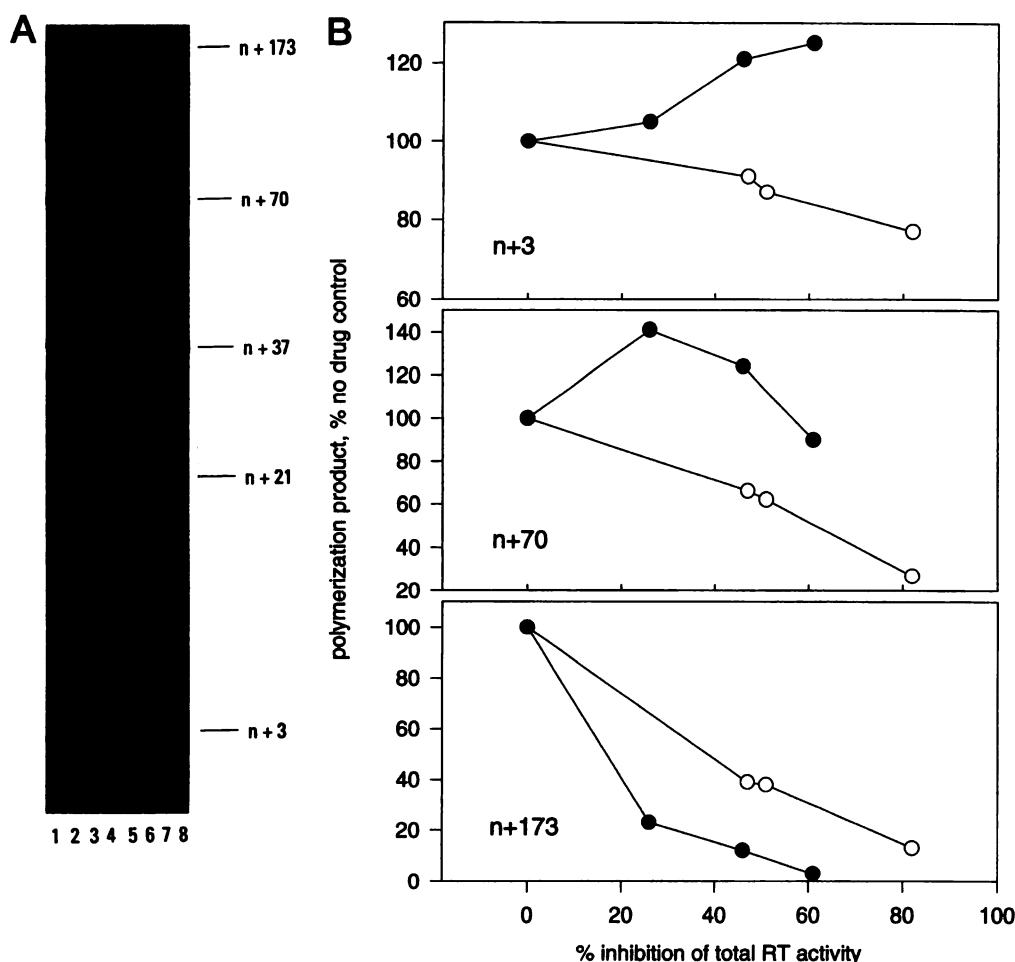 A
n + 173
n + 70
n + 37
n + 21
n + 3
1 2 3 4 5 6 7 8
B
polymerization product, % no drug control
120
100
80
60
n+3
140
120
100
80
60
40
20
n+70
100
80
60
40
20
0
n+173
0 20 40 60 80 100
% inhibition of total RT activity